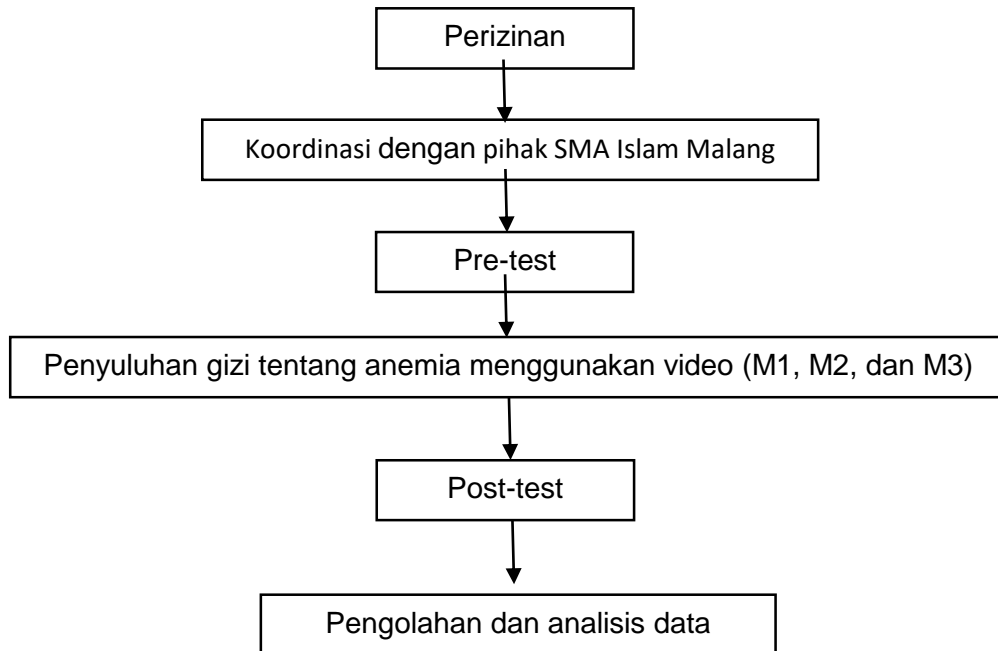 Perizinan
Koordinasi dengan pihak SMA Islam Malang
Pre-test
Penyuluhan gizi tentang anemia menggunakan video (M1, M2, dan M3)
Post-test
Pengolahan dan analisis data